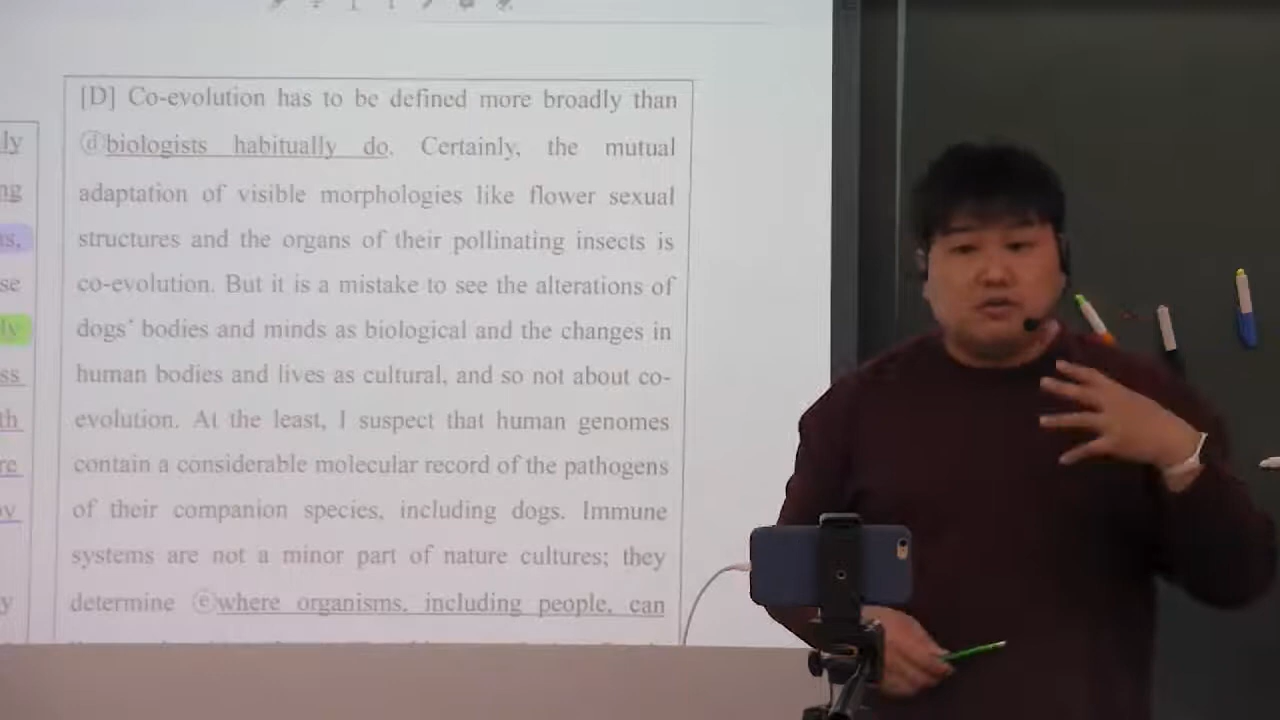 [D] Co-evolution has to be defined more broadly than
ⓓbiologists habitually do. Certainly, the mutual
adaptation of visible morphologies like flower sexual
structures and the organs of their pollinating insects is
co-evolution. But it is a mistake to see the alterations of
dogs' bodies and minds as biological and the changes in
human bodies and lives as cultural, and so not about co-
evolution. At the least, I suspect that human genomes
contain a considerable molecular record of the pathogens
of their companion species, including dogs. Immune
systems are not a minor part of nature cultures; they
determine ⓔwhere organisms, including people, can